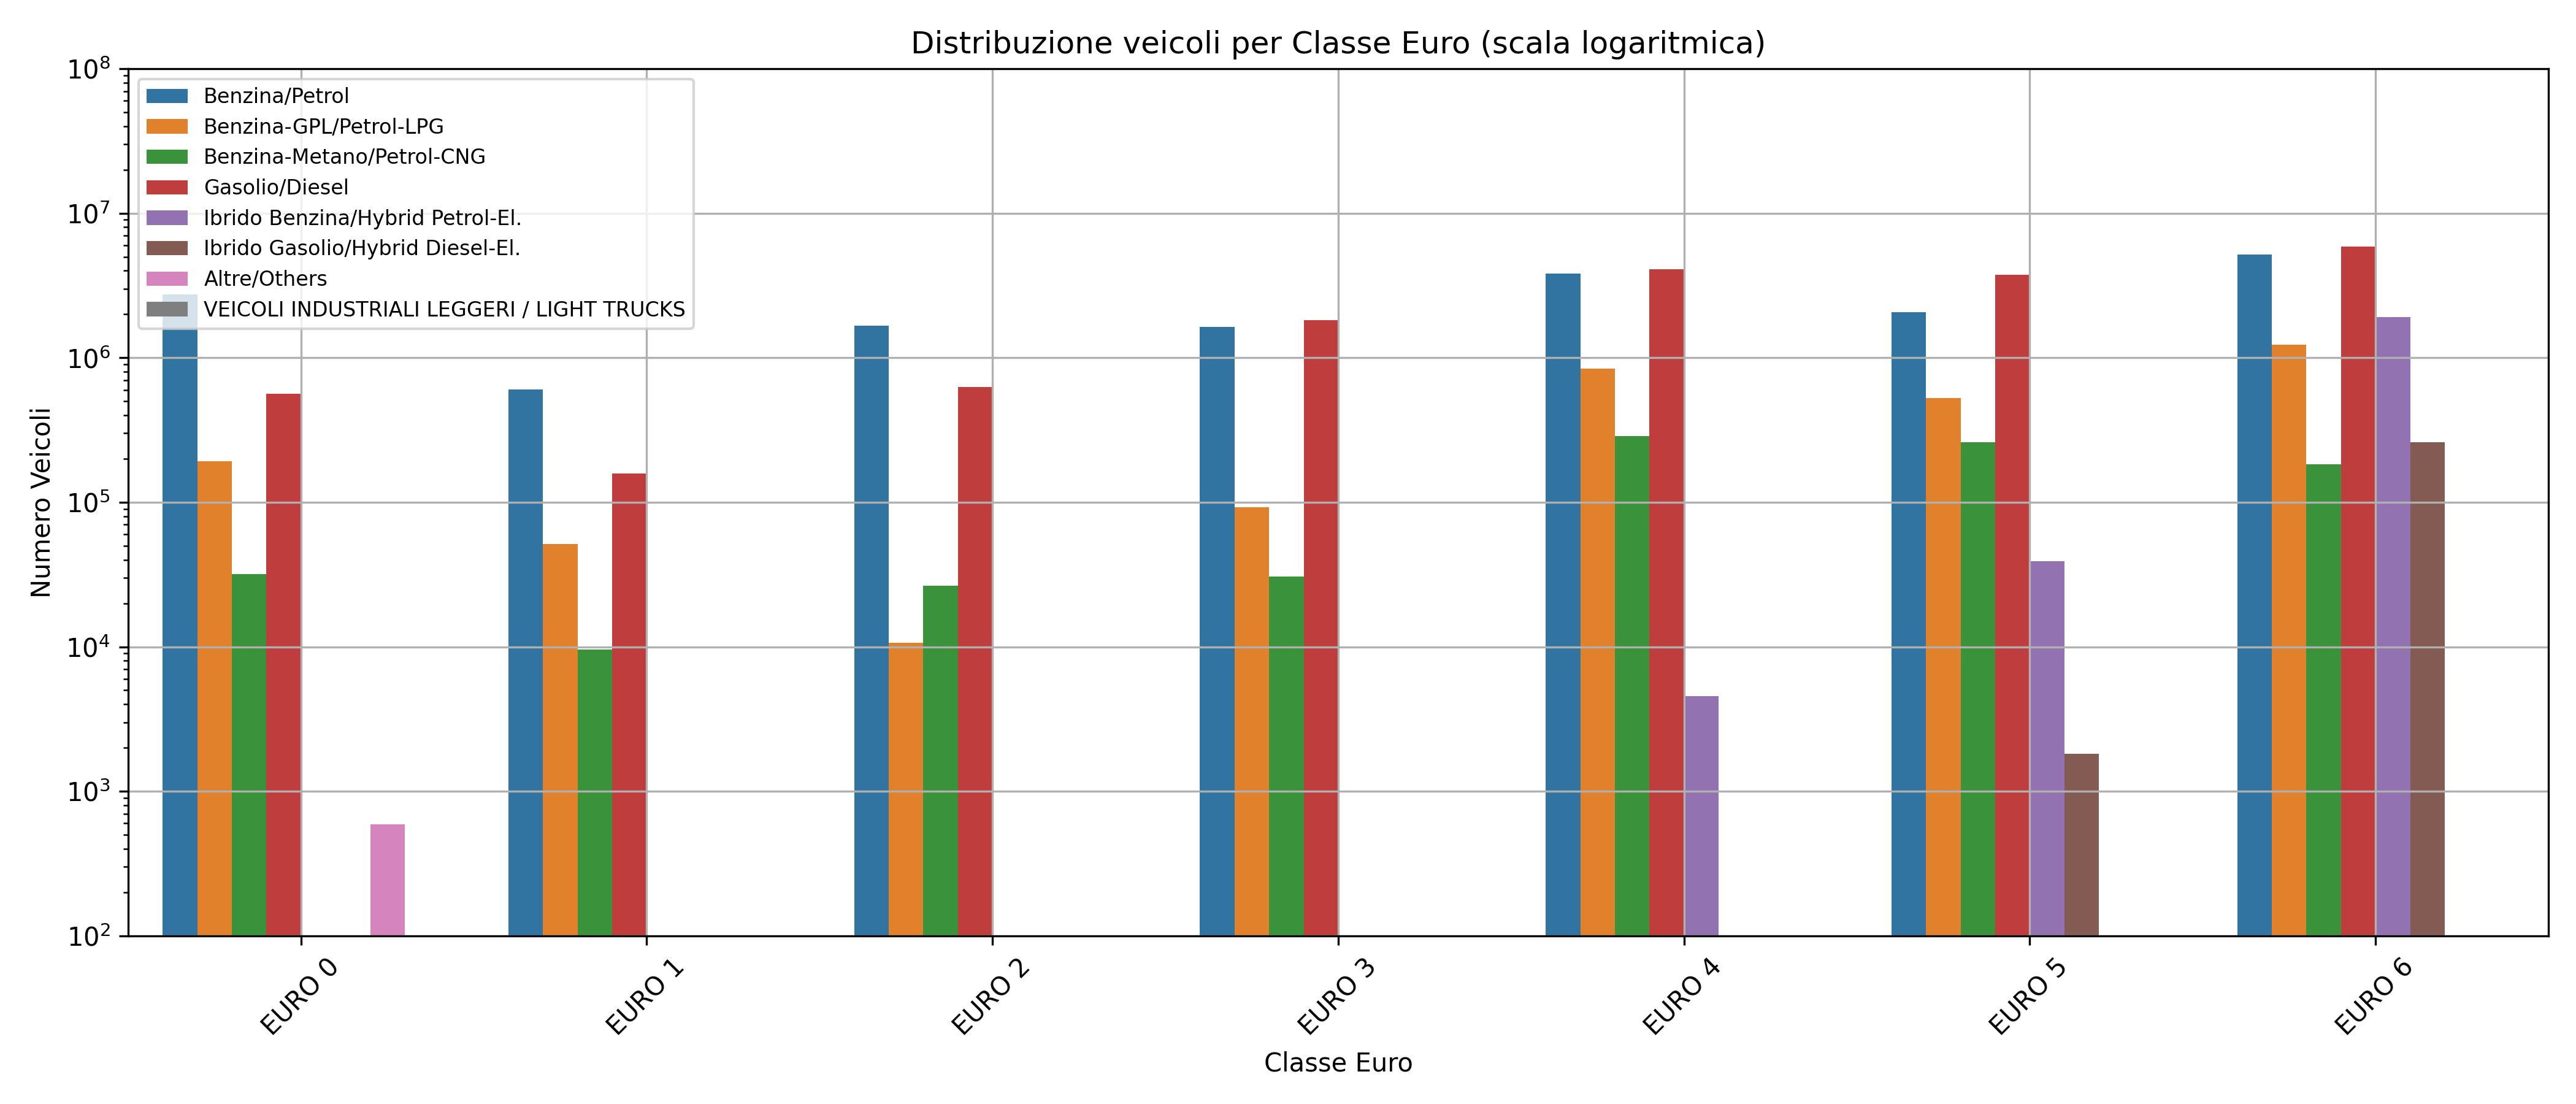 Distribuzione veicoli per Classe Euro (scala logaritmica)
10⁸
10⁷
10⁶
10⁵
10⁴
10³
10²
Numero Veicoli
Benzina/Petrol
Benzina-GPL/Petrol-LPG
Benzina-Metano/Petrol-CNG
Gasolio/Diesel
Ibrido Benzina/Hybrid Petrol-El.
Ibrido Gasolio/Hybrid Diesel-El.
Altre/Others
VEICOLI INDUSTRIALI LEGGERI / LIGHT TRUCKS
EURO 0
EURO 1
EURO 2
EURO 3
EURO 4
EURO 5
EURO 6
Classe Euro